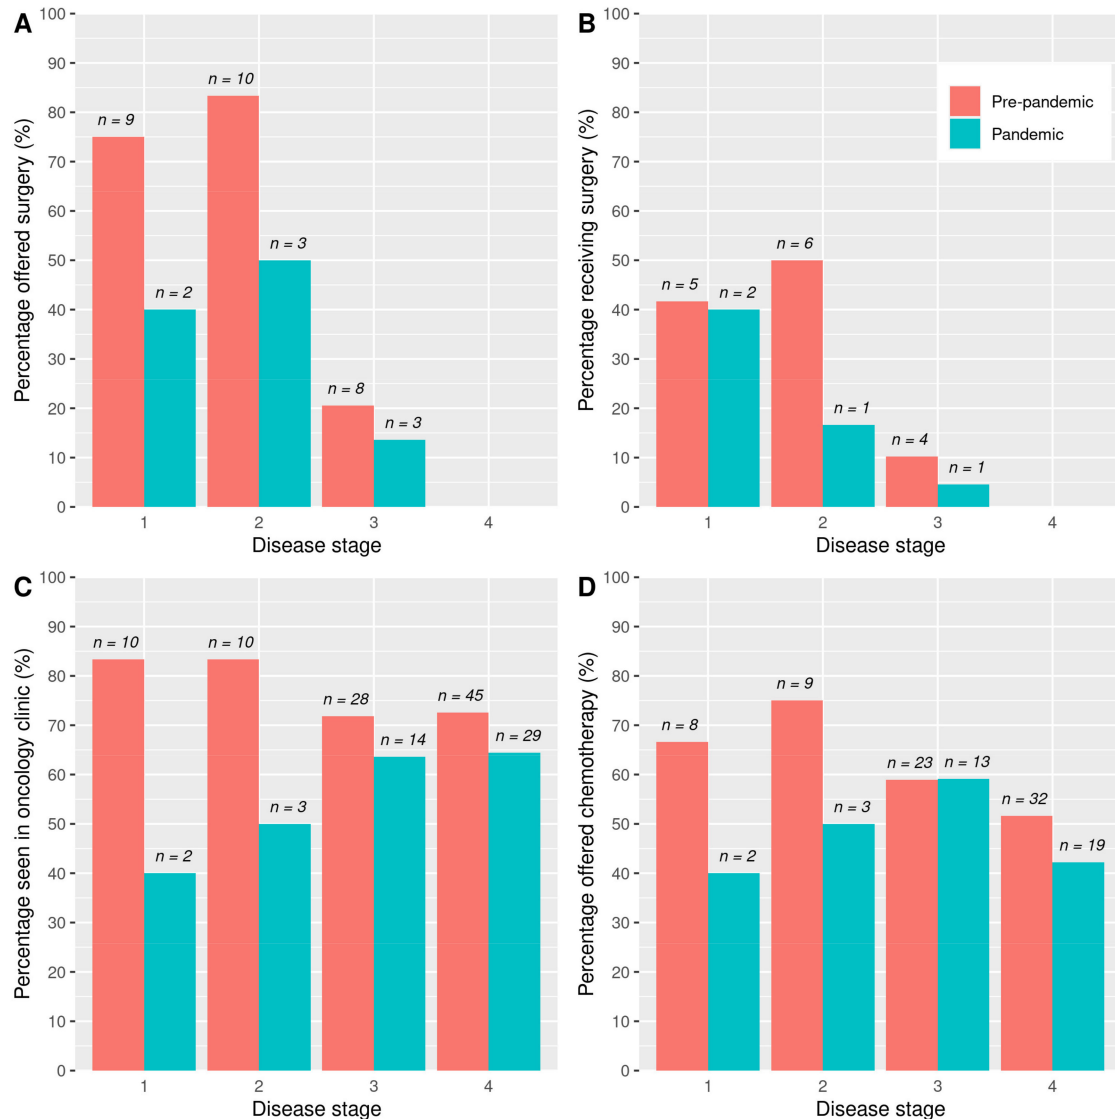 A
Percentage offered surgery (%)
100
90
80
70
60
50
40
30
20
10
0
n = 9
n = 2
n = 10
n = 3
n = 8
n = 3
1 2 3 4
Disease stage
B
Percentage receiving surgery (%)
100
90
80
70
60
50
40
30
20
10
0
Pre-pandemic
Pandemic
n = 5
n = 2
n = 6
n = 1
n = 4
n = 1
1 2 3 4
Disease stage
C
Percentage seen in oncology clinic (%)
100
90
80
70
60
50
40
30
20
10
0
n = 10
n = 2
n = 10
n = 3
n = 28
n = 14
n = 45
n = 29
1 2 3 4
Disease stage
D
Percentage offered chemotherapy (%)
100
90
80
70
60
50
40
30
20
10
0
n = 8
n = 2
n = 9
n = 3
n = 23
n = 13
n = 32
n = 19
1 2 3 4
Disease stage